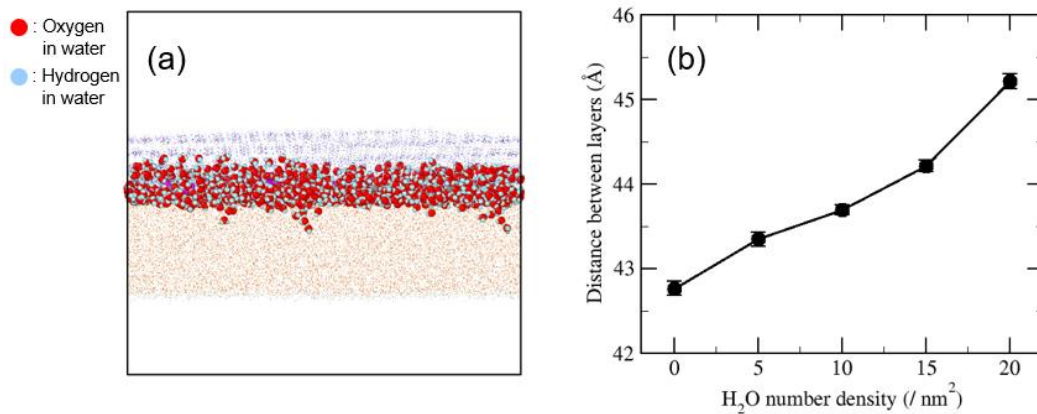 : Oxygen
in water
: Hydrogen
in water
(a)
(b)
46
45
44
43
42
Distance between layers (Å)
0 5 10 15 20
H₂O number density (/ nm²)